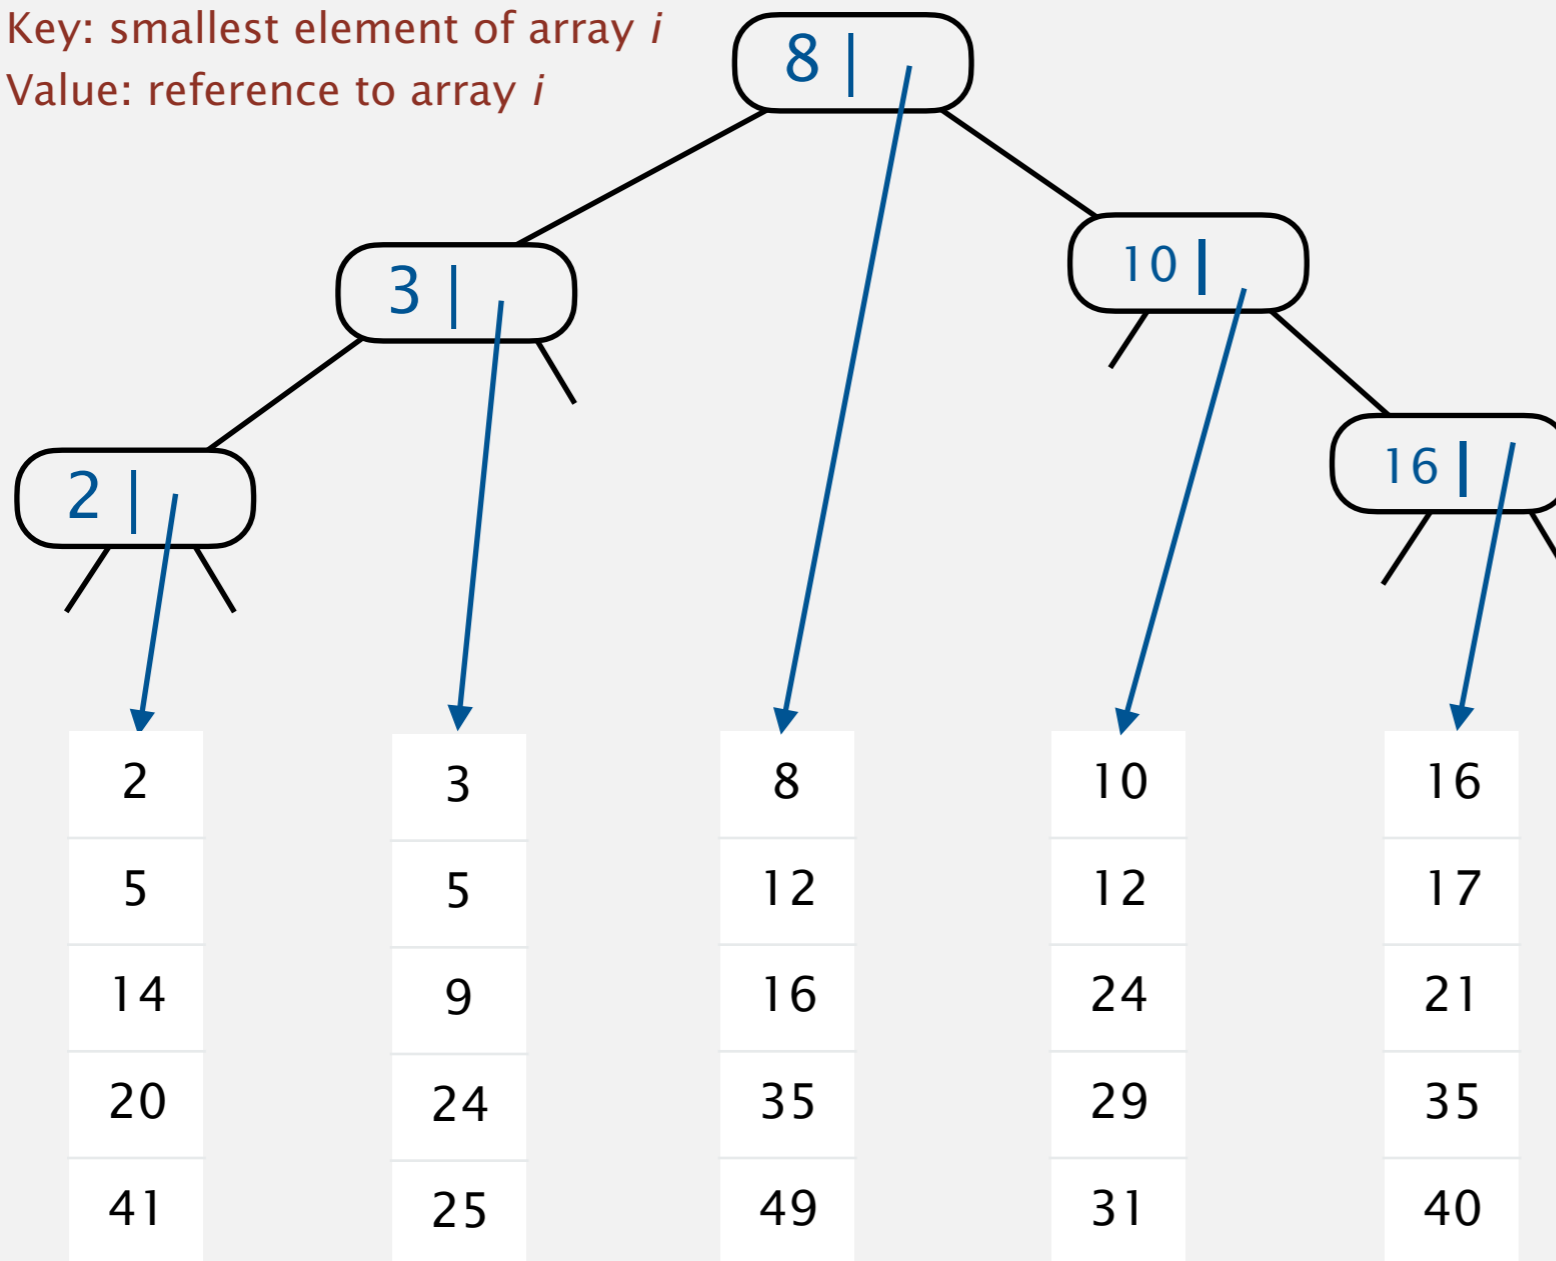 Key: smallest element of array i
Value: reference to array i
8 |
3 |
10 |
2 |
16 |
2 3 8 10 16
5 5 12 12 17
14 9 16 24 21
20 24 35 29 35
41 25 49 31 40